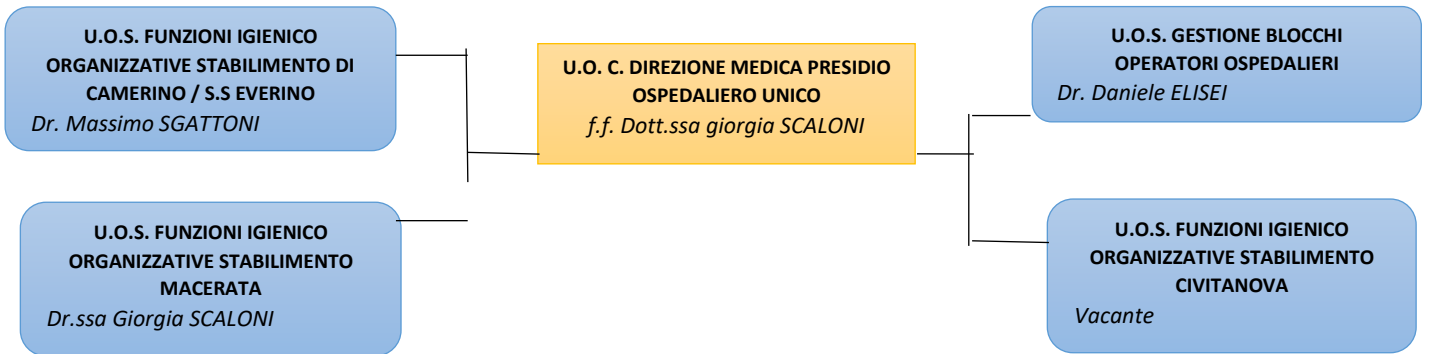 U.O.S. FUNZIONI IGIENICO
ORGANIZZATIVE STABILIMENTO DI
CAMERINO / S.S EVERINO
Dr. Massimo SGATTONI
U.O.S. FUNZIONI IGIENICO
ORGANIZZATIVE STABILIMENTO
MACERATA
Dr.ssa Giorgia SCALONI
U.O. C. DIREZIONE MEDICA PRESIDIO
OSPEDALIERO UNICO
f.f. Dott.ssa giorgia SCALONI
U.O.S. GESTIONE BLOCCHI
OPERATORI OSPEDALIERI
Dr. Daniele ELISEI
U.O.S. FUNZIONI IGIENICO
ORGANIZZATIVE STABILIMENTO
CIVITANOVA
Vacante